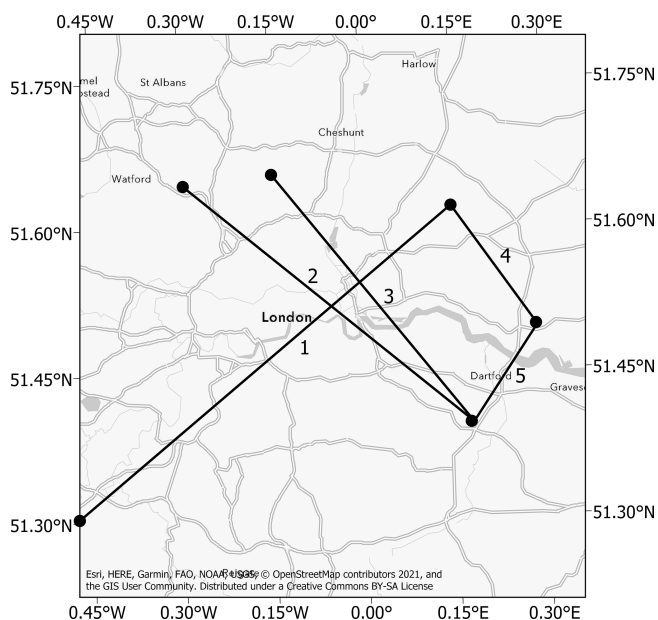 0.45°W 0.30°W 0.15°W 0.00°E 0.15°E 0.30°E
Harlow
51.75°N mel St Albans 51.75°N
pstead
Cheshunt
Watford
51.60°N 51.60°N
4
2
3
London
1
51.45°N 51.45°N
Dartford 5
Gravese
51.30°N 51.30°N
Esri, HERE, Garmin, FAO, NOAA, USGS, © OpenStreetMap contributors 2021, and
the GIS User Community. Distributed under a Creative Commons BY-SA License
0.45°W 0.30°W 0.15°W 0.00°E 0.15°E 0.30°E